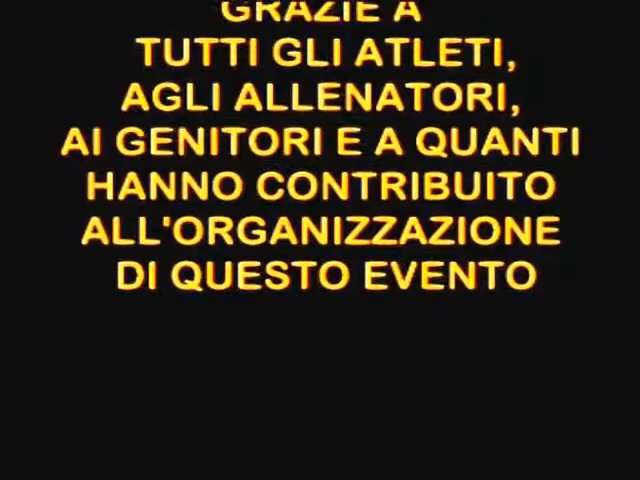 GRAZIE A
TUTTI GLI ATLETI,
AGLI ALLENATORI,
AI GENITORI E A QUANTI
HANNO CONTRIBUITO
ALL'ORGANIZZAZIONE
DI QUESTO EVENTO